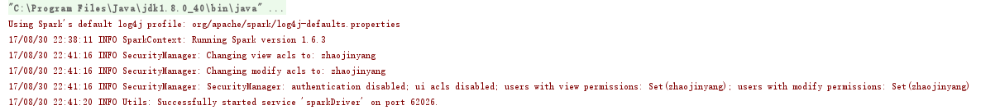 "C:\Program Files\Java\jdk1.8.0_40\bin\java" ...
Using Spark's default log4j profile: org/apache/spark/log4j-defaults.properties
17/08/30 22:38:11 INFO SparkContext: Running Spark version 1.6.3
17/08/30 22:41:16 INFO SecurityManager: Changing view acls to: zhaojinyang
17/08/30 22:41:16 INFO SecurityManager: Changing modify acls to: zhaojinyang
17/08/30 22:41:16 INFO SecurityManager: SecurityManager: authentication disabled; ui acls disabled; users with view permissions: Set(zhaojinyang); users with modify permissions: Set(zhaojinyang)
17/08/30 22:41:20 INFO Utils: Successfully started service 'sparkDriver' on port 62026.